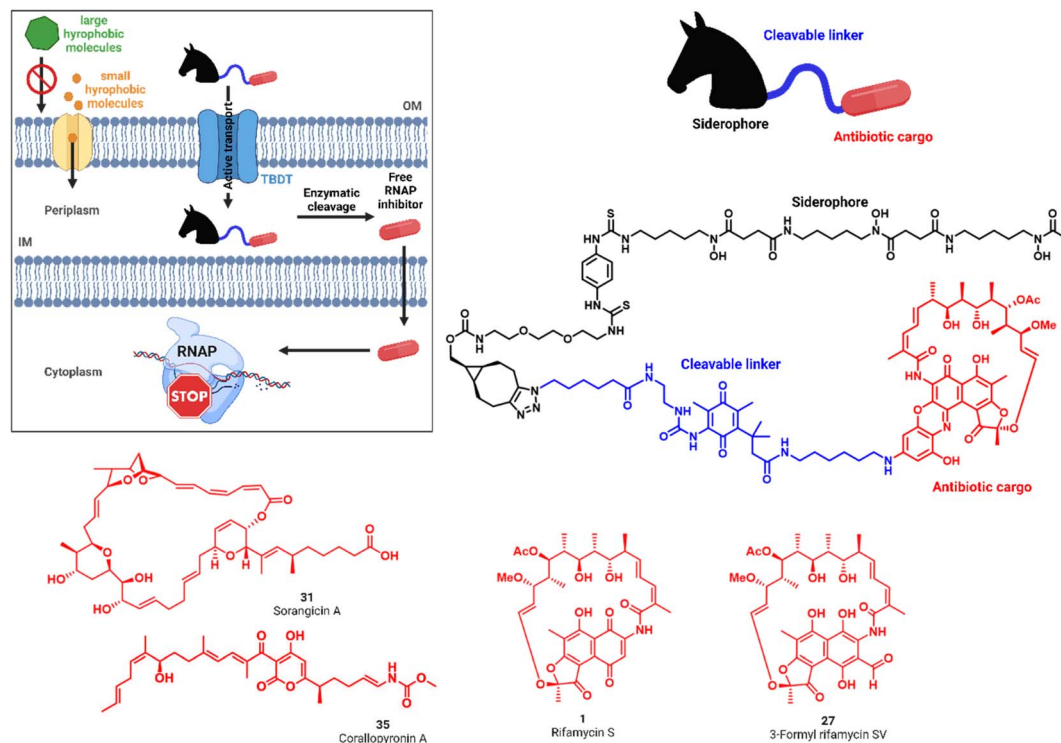 large
hyrophobic
molecules
small
hyrophobic
molecules
OM
Active transport
TBDT
Periplasm
Enzymatic
cleavage
Free
RNAP
inhibitor
IM
RNAP
STOP
Cytoplasm
Cleavable linker
Siderophore
Antibiotic cargo
Siderophore
Cleavable linker
Antibiotic cargo
31
Sorangicin A
35
Corallopyronin A
1
Rifamycin S
27
3-Formyl rifamycin SV